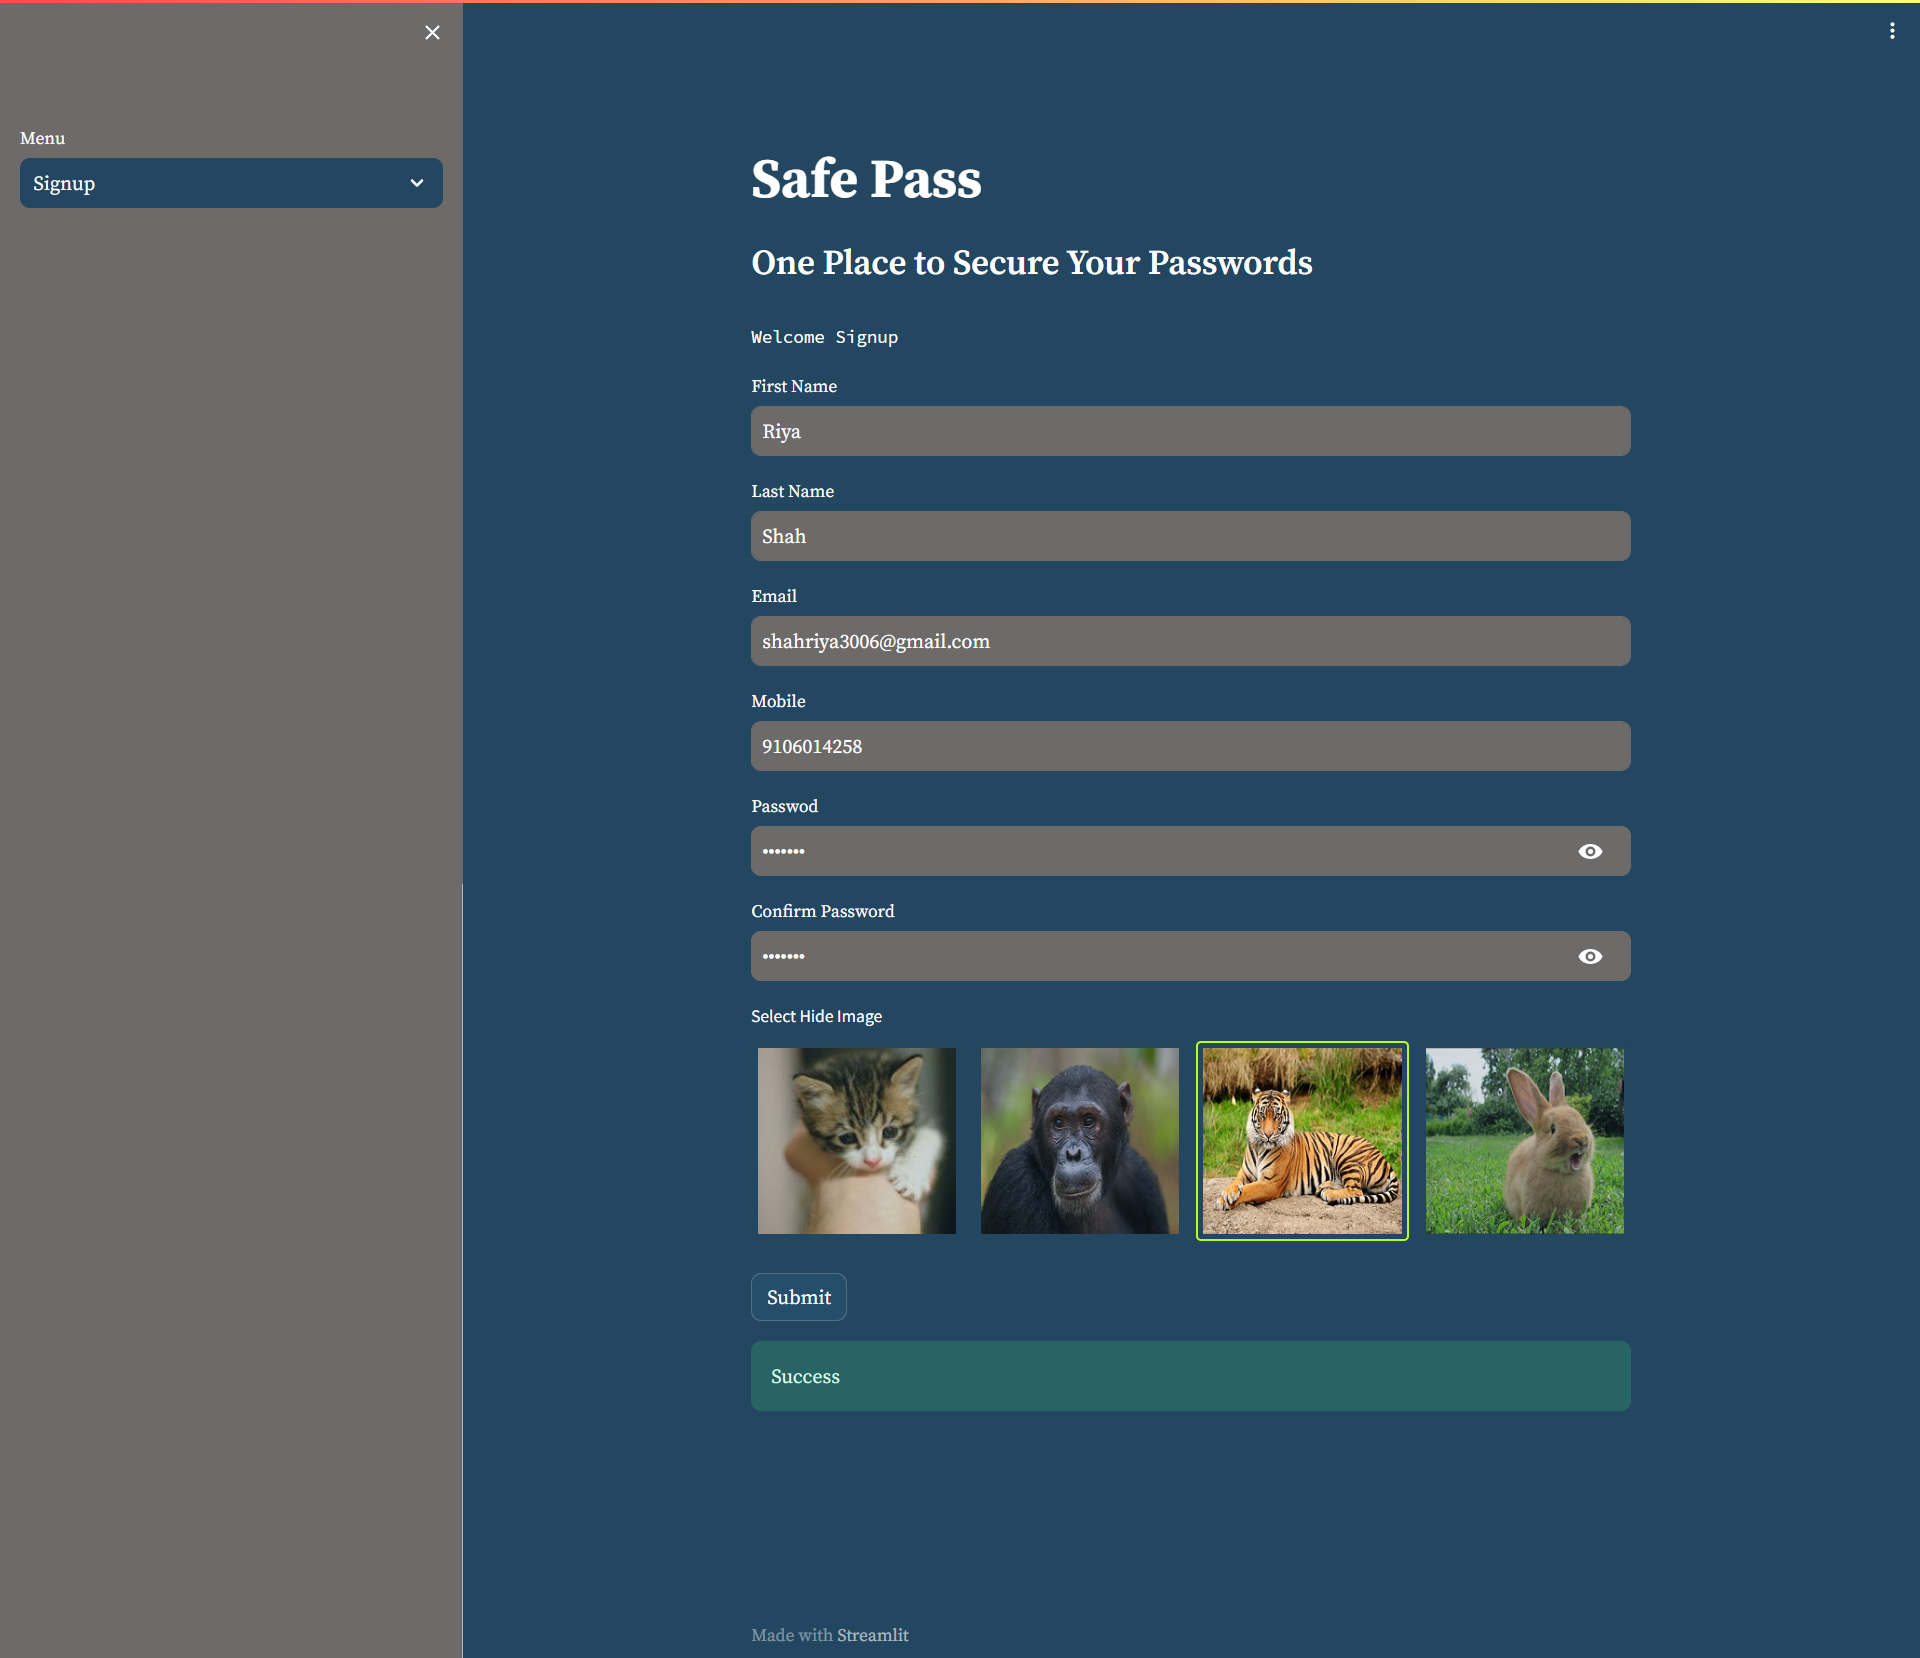 Menu
Signup
Safe Pass
One Place to Secure Your Passwords
Welcome Signup
First Name
Riya
Last Name
Shah
Email
shahriya3006@gmail.com
Mobile
9106014258
Passwod
•••••••
Confirm Password
•••••••
Select Hide Image
Submit
Success
Made with Streamlit